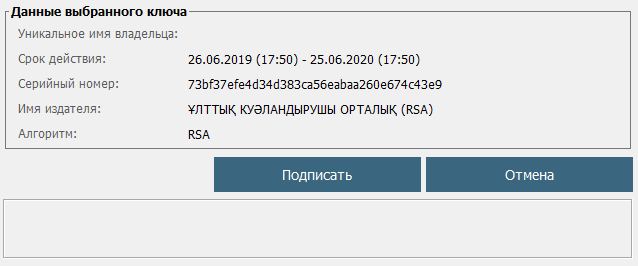 Данные выбранного ключа
Уникальное имя владельца:
Срок действия: 26.06.2019 (17:50) - 25.06.2020 (17:50)
Серийный номер: 73bf37efe4d34d383ca56eabaa260e674c43e9
Имя издателя: ҰЛТТЫҚ КУӘЛАНДЫРУШЫ ОРТАЛЫҚ (RSA)
Алгоритм: RSA
Подписать Отмена